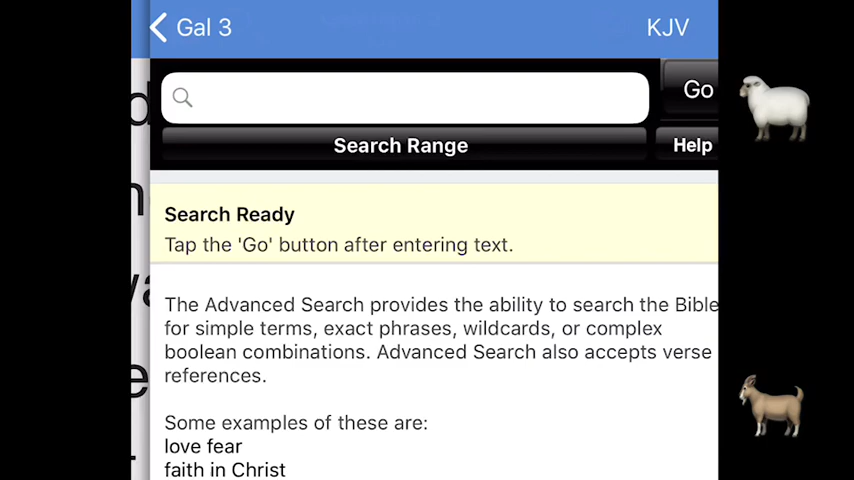 Gal 3
KJV
Go
Search Range
Help
Search Ready
Tap the 'Go' button after entering text.
The Advanced Search provides the ability to search the Bible
for simple terms, exact phrases, wildcards, or complex
boolean combinations. Advanced Search also accepts verse
references.
Some examples of these are:
love fear
faith in Christ